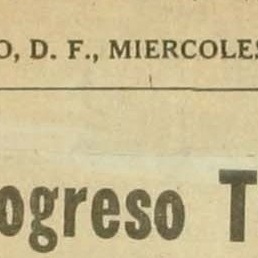 O, D. F., MIERCOLES
ogreso T